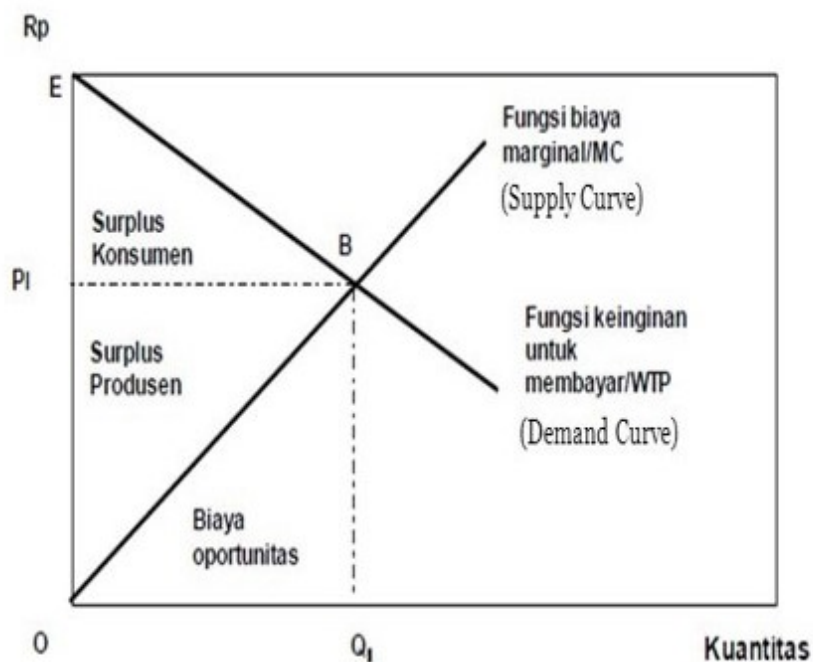 Rp
E
Fungsi biaya
marginal/MC
(Supply Curve)
Surplus
Konsumen
B
PI
Fungsi keinginan
untuk
membayar/WTP
(Demand Curve)
Surplus
Produsen
Biaya
oportunitas
O
Q₁
Kuantitas